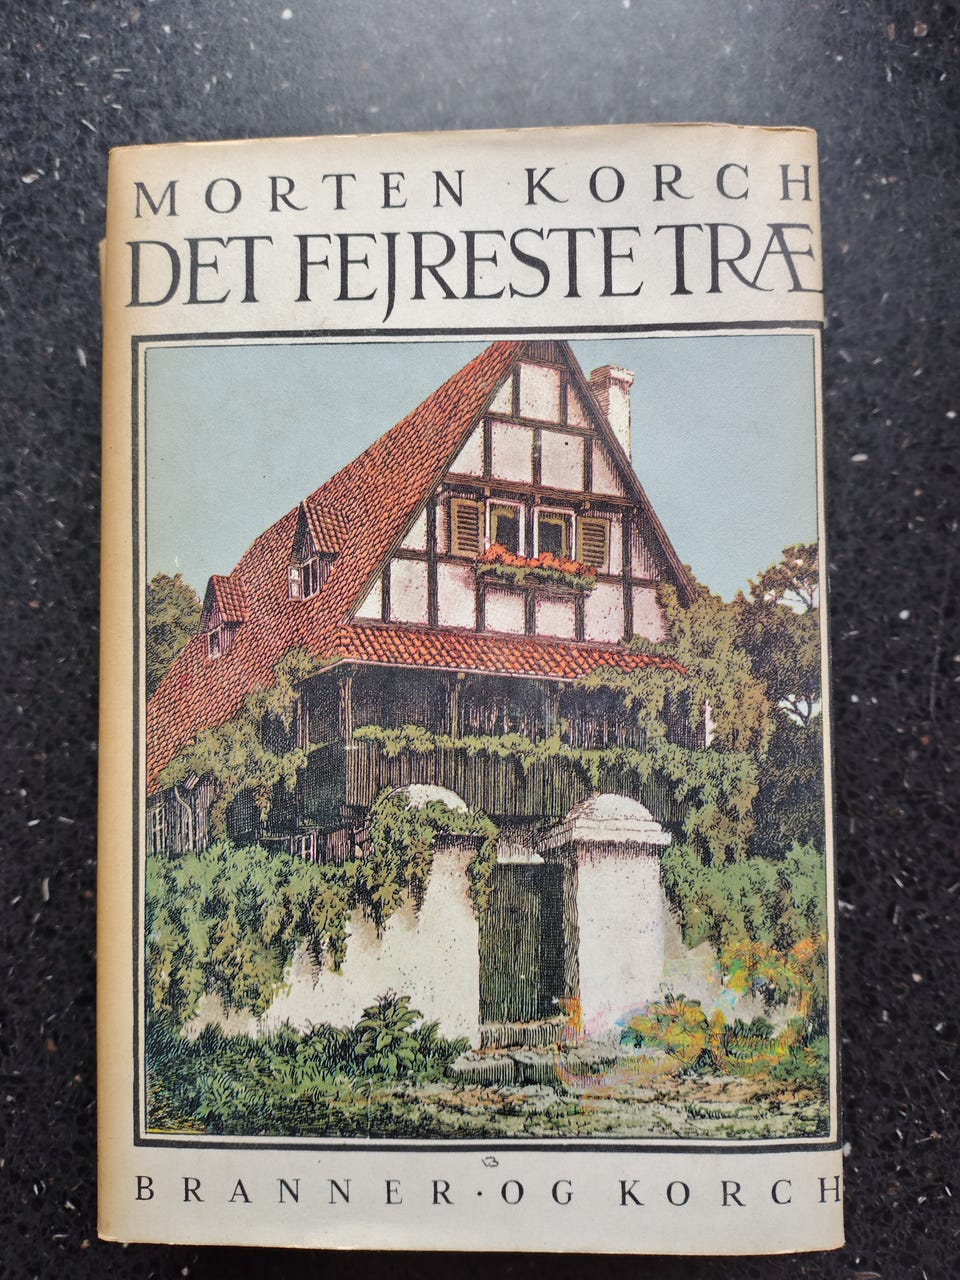 MORTEN KORCH
DET FEJRESTE TRÆ
BRANNER · OG KORCH